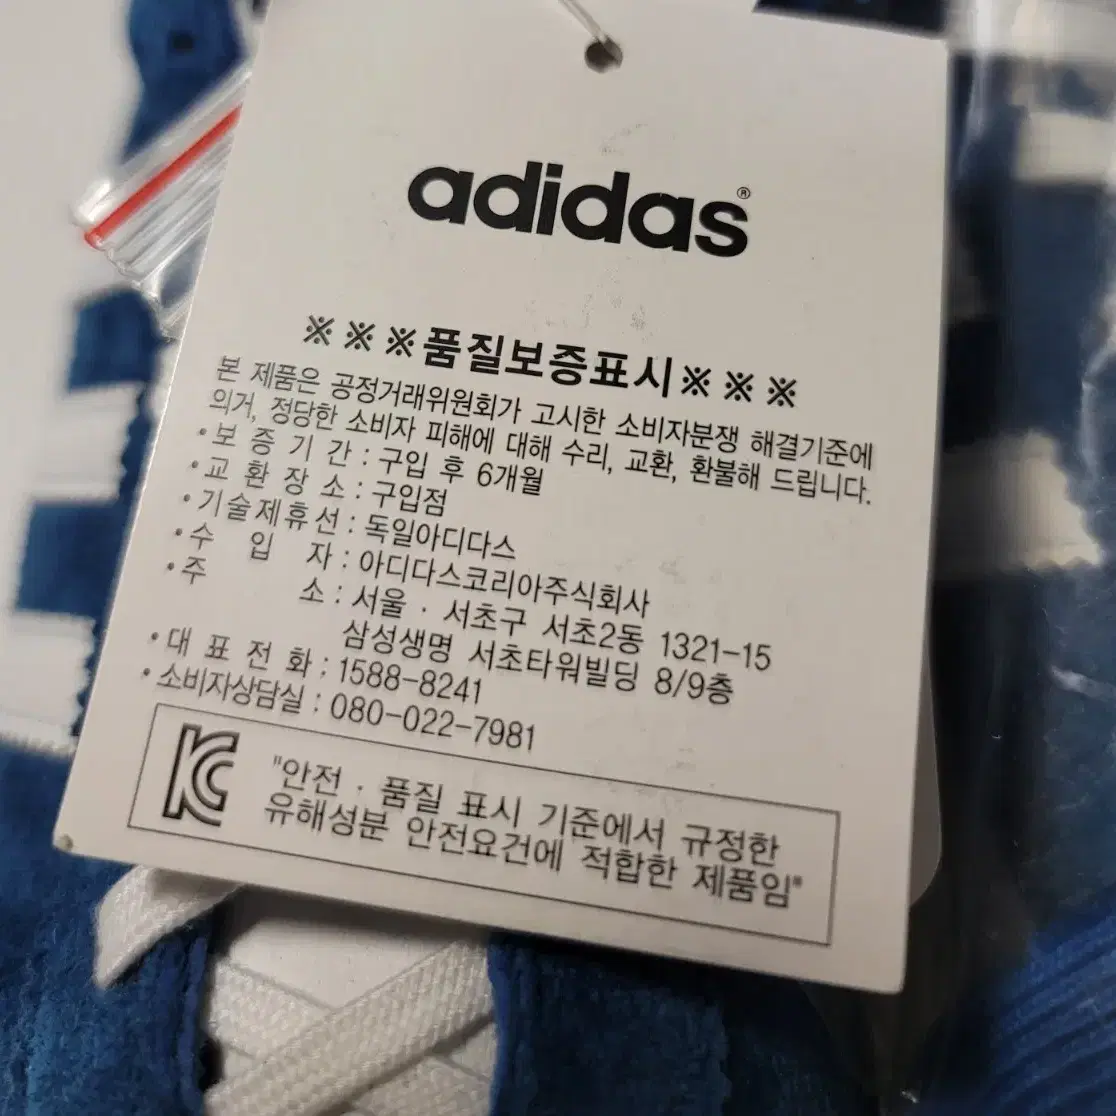 adidas®
※※※품질보증표시※※※
본 제품은 공정거래위원회가 고시한 소비자분쟁 해결기준에
의거, 정당한 소비자 피해에 대해 수리, 교환, 환불해 드립니다.
•보 증 기 간 : 구입 후 6개월
•교 환 장 소 : 구입점
•기술제휴선 : 독일아디다스
•수 입 자 : 아디다스코리아주식회사
•주 소 : 서울 · 서초구 서초2동 1321-15
삼성생명 서초타워빌딩 8/9층
•대 표 전 화 : 1588-8241
•소비자상담실 : 080-022-7981
KC
"안전 · 품질 표시 기준에서 규정한
유해성분 안전요건에 적합한 제품임"